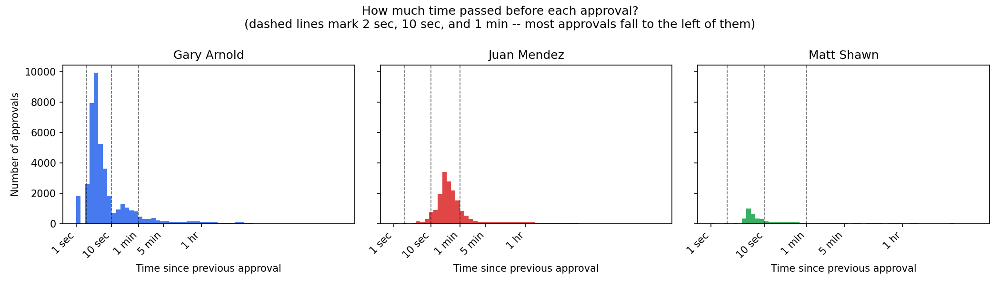 How much time passed before each approval?
(dashed lines mark 2 sec, 10 sec, and 1 min -- most approvals fall to the left of them)
Gary Arnold
Juan Mendez
Matt Shawn
Number of approvals
10000
8000
6000
4000
2000
0
1 sec
10 sec
1 min
5 min
1 hr
1 sec
10 sec
1 min
5 min
1 hr
1 sec
10 sec
1 min
5 min
1 hr
Time since previous approval
Time since previous approval
Time since previous approval